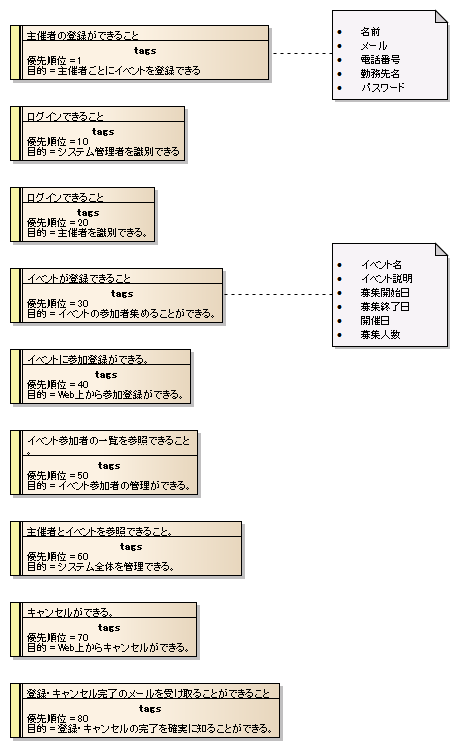 主催者の登録ができること
tags
優先順位 = 1
目的 = 主催者ごとにイベントを登録できる
• 名前
• メール
• 電話番号
• 勤務先名
• パスワード
ログインできること
tags
優先順位 = 10
目的 = システム管理者を識別できる
ログインできること
tags
優先順位 = 20
目的 = 主催者を識別できる。
イベントが登録できること
tags
優先順位 = 30
目的 = イベントの参加者集めることができる。
• イベント名
• イベント説明
• 募集開始日
• 募集終了日
• 開催日
• 募集人数
イベントに参加登録ができる。
tags
優先順位 = 40
目的 = Web上から参加登録ができる。
イベント参加者の一覧を参照できること
。
tags
優先順位 = 50
目的 = イベント参加者の管理ができる。
主催者とイベントを参照できること。
tags
優先順位 = 60
目的 = システム全体を管理できる。
キャンセルができる。
tags
優先順位 = 70
目的 = Web上からキャンセルができる。
登録・キャンセル完了のメールを受け取ることができること
tags
優先順位 = 80
目的 = 登録・キャンセルの完了を確実に知ることができる。